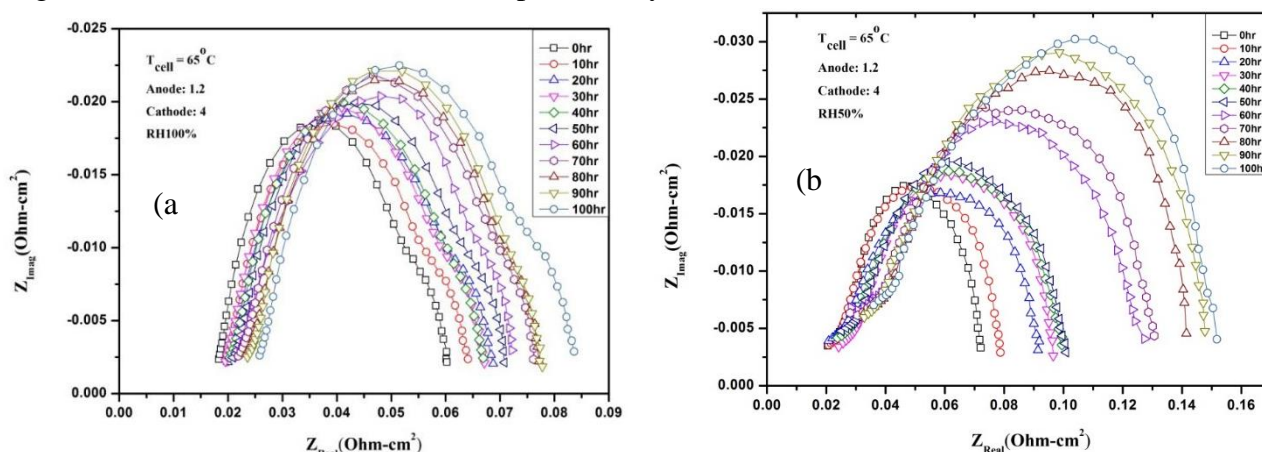 -0.025
-0.020
-0.015
-0.010
-0.005
0.000
Z_Imag(Ohm-cm²)
T_cell = 65°C
Anode: 1.2
Cathode: 4
RH100%
(a
0hr
10hr
20hr
30hr
40hr
50hr
60hr
70hr
80hr
90hr
100hr
0.00 0.01 0.02 0.03 0.04 0.05 0.06 0.07 0.08 0.09
(Ohm-cm²)
-0.030
-0.025
-0.020
-0.015
-0.010
-0.005
0.000
Z_Imag(Ohm-cm²)
T_cell = 65°C
Anode: 1.2
Cathode: 4
RH50%
(b
0hr
10hr
20hr
30hr
40hr
50hr
60hr
70hr
80hr
90hr
100hr
0.00 0.02 0.04 0.06 0.08 0.10 0.12 0.14 0.16
Z_Real(Ohm-cm²)